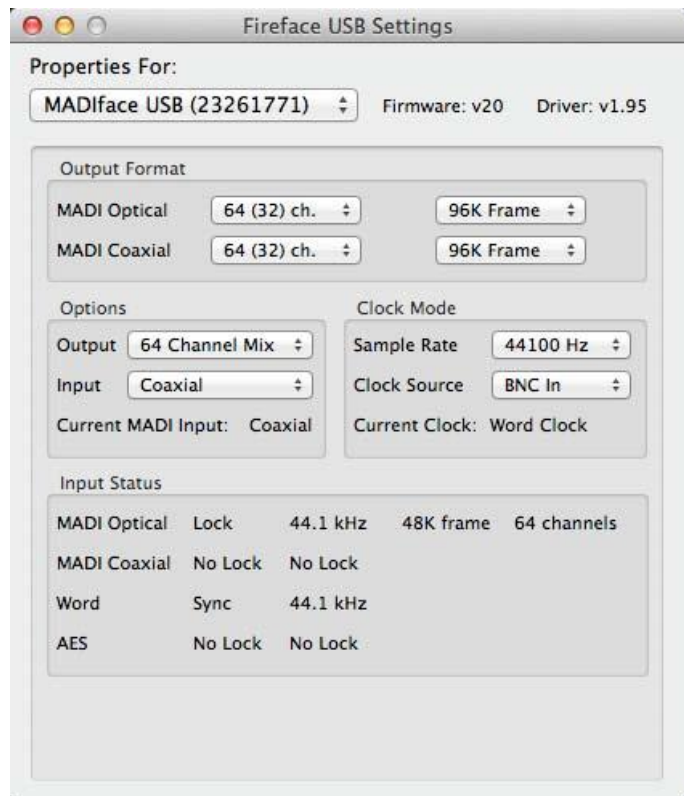 Fireface USB Settings
Properties For:
MADIface USB (23261771) Firmware: v20 Driver: v1.95
Output Format
MADI Optical 64 (32) ch. 96K Frame
MADI Coaxial 64 (32) ch. 96K Frame
Options Clock Mode
Output 64 Channel Mix Sample Rate 44100 Hz
Input Coaxial Clock Source BNC In
Current MADI Input: Coaxial Current Clock: Word Clock
Input Status
MADI Optical Lock 44.1 kHz 48K frame 64 channels
MADI Coaxial No Lock No Lock
Word Sync 44.1 kHz
AES No Lock No Lock